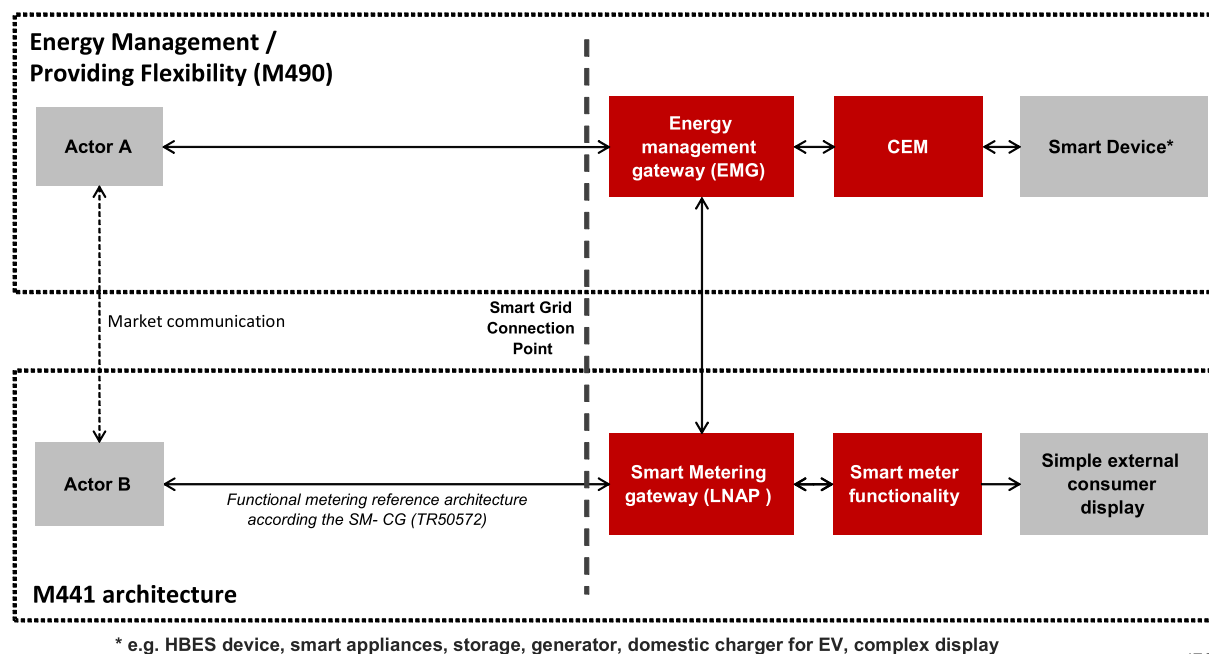 Energy Management /
Providing Flexibility (M490)
Actor A
Energy
management
gateway (EMG)
CEM
Smart Device*
Market communication
Smart Grid
Connection
Point
Actor B
Functional metering reference architecture
according the SM- CG (TR50572)
Smart Metering
gateway (LNAP )
Smart meter
functionality
Simple external
consumer
display
M441 architecture
* e.g. HBES device, smart appliances, storage, generator, domestic charger for EV, complex display